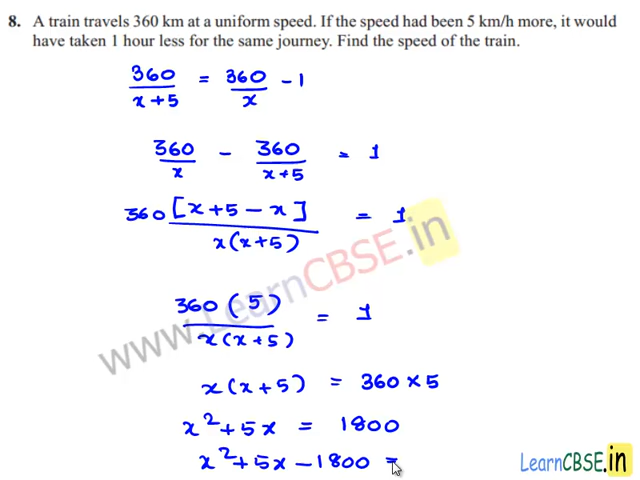 8. A train travels 360 km at a uniform speed. If the speed had been 5 km/h more, it would
have taken 1 hour less for the same journey. Find the speed of the train.
360/(x+5) = 360/x - 1
360/x - 360/(x+5) = 1
360 [x+5-x]/x(x+5) = 1
360(5)/x(x+5) = 1
x(x+5) = 360×5
x²+5x = 1800
x²+5x-1800 =
www.LearnCBSE.in
LearnCBSE.in